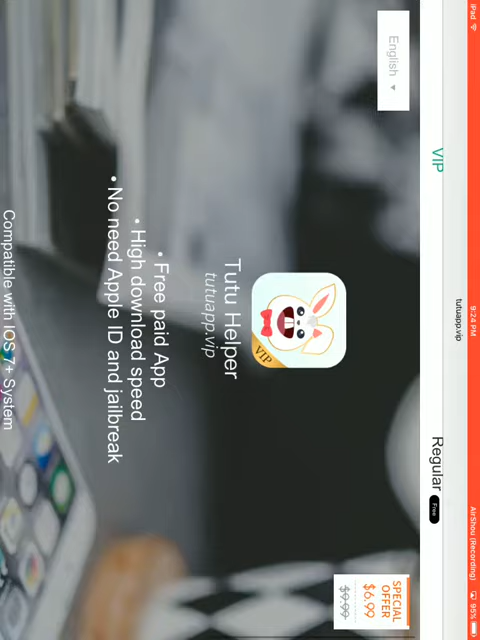 iPad
9:24 PM
AirShou (Recording)
95%
tutuapp.vip
VIP
Regular
Free
English
SPECIAL
OFFER
$6.99
$9.99
VIP
Tutu Helper
tutuapp.vip
• Free paid App
• High download speed
• No need Apple ID and jailbreak
Compatible with IOS 7+ System